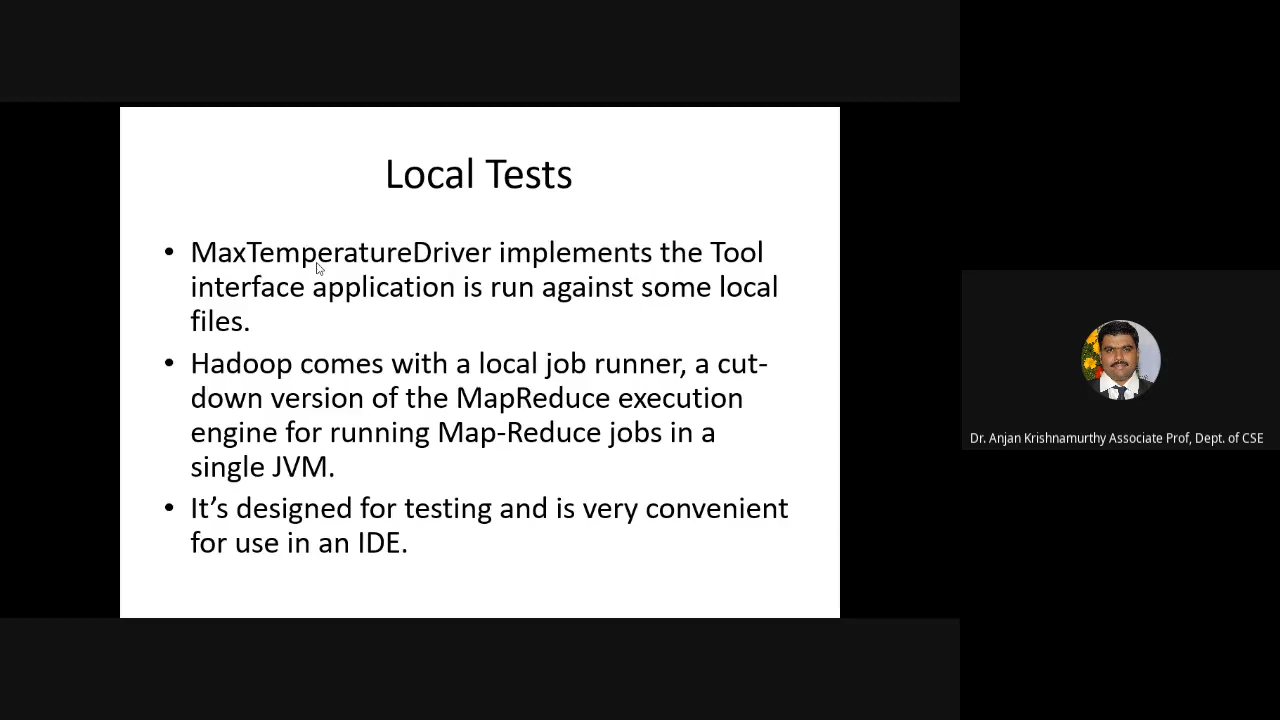 Local Tests
• MaxTemperatureDriver implements the Tool
interface application is run against some local
files.
• Hadoop comes with a local job runner, a cut-
down version of the MapReduce execution
engine for running Map-Reduce jobs in a
single JVM.
• It’s designed for testing and is very convenient
for use in an IDE.
Dr. Anjan Krishnamurthy Associate Prof, Dept. of CSE